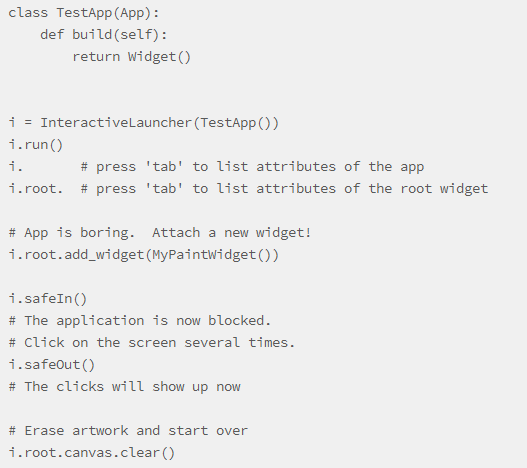 class TestApp(App):
    def build(self):
        return Widget()
i = InteractiveLauncher(TestApp())
i.run()
i.       # press 'tab' to list attributes of the app
i.root.  # press 'tab' to list attributes of the root widget
# App is boring.  Attach a new widget!
i.root.add_widget(MyPaintWidget())
i.safeIn()
# The application is now blocked.
# Click on the screen several times.
i.safeOut()
# The clicks will show up now
# Erase artwork and start over
i.root.canvas.clear()